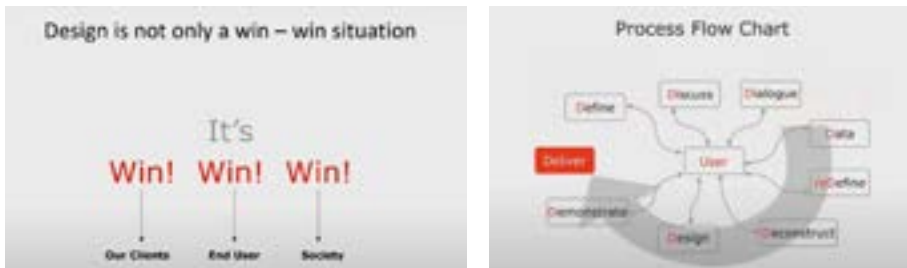 Design is not only a win – win situation
It's
Win! Win! Win!
Our Clients End User Society
Process Flow Chart
Define
Discuss
Dialogue
Data
Deliver
User
reDefine
Demonstrate
Design
Deconstruct